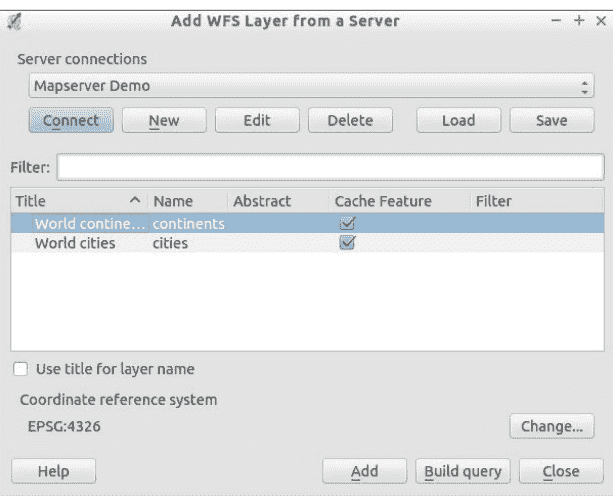 Add WFS Layer from a Server
Server connections
Mapserver Demo
Connect New Edit Delete Load Save
Filter:
Title Name Abstract Cache Feature Filter
World contine... continents
World cities cities
Use title for layer name
Coordinate reference system
EPSG:4326 Change...
Help Add Build query Close